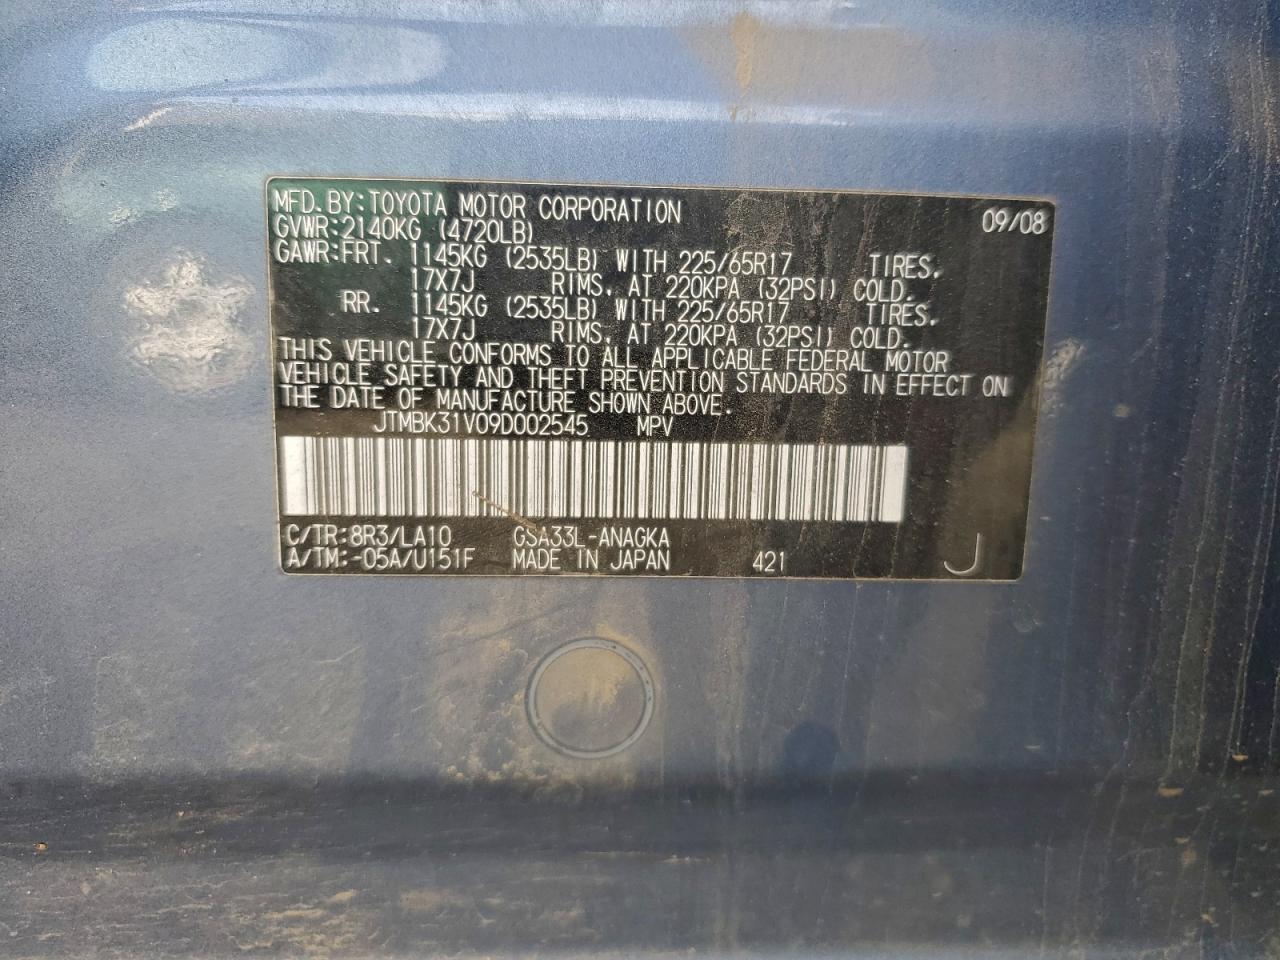 MFD. BY: TOYOTA MOTOR CORPORATION 09/08
GVWR: 2140KG (4720LB)
GAWR: FRT. 1145KG (2535LB) WITH 225/65R17 TIRES.
17X7J RIMS, AT 220KPA (32PSI) COLD.
RR. 1145KG (2535LB) WITH 225/65R17 TIRES.
17X7J RIMS, AT 220KPA (32PSI) COLD.
THIS VEHICLE CONFORMS TO ALL APPLICABLE FEDERAL MOTOR
VEHICLE SAFETY AND THEFT PREVENTION STANDARDS IN EFFECT ON
THE DATE OF MANUFACTURE SHOWN ABOVE.
JTMBK31V09D002545 MPV
C/TR: 8R3/LA10 GSA33L-ANAGKA
A/TM: -05A/U151F MADE IN JAPAN 421 J